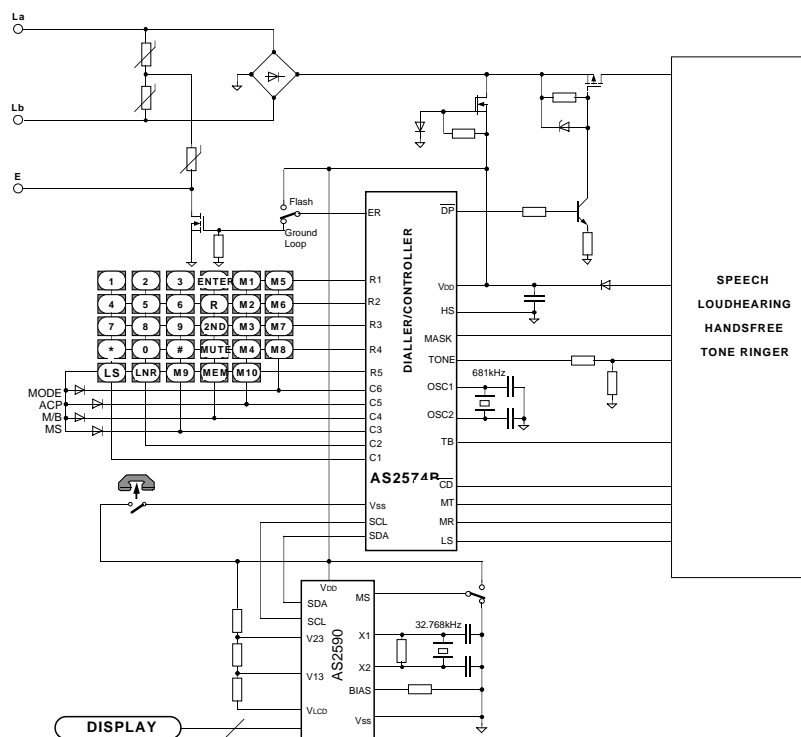 La
Lb
E
Flash
Ground
Loop
ER
DP
DIALLER/CONTROLLER
1 2 3 ENTER M1 M5
4 5 6 R M2 M6
7 8 9 2ND M3 M7
* 0 # MUTE M4 M8
LS LNR M9 MEM M10
R1
R2
R3
R4
R5
C6
C5
C4
C3
C2
C1
MODE
ACP
M/B
MS
VDD
HS
MASK
TONE
OSC1
OSC2
681kHz
TB
AS2574B
CD
MT
MR
LS
Vss
SCL
SDA
SPEECH
LOUDHEARING
HANDSFREE
TONE RINGER
VDD
SDA
SCL
V23
V13
VLCD
AS2590
MS
X1
X2
BIAS
Vss
32.768kHz
DISPLAY